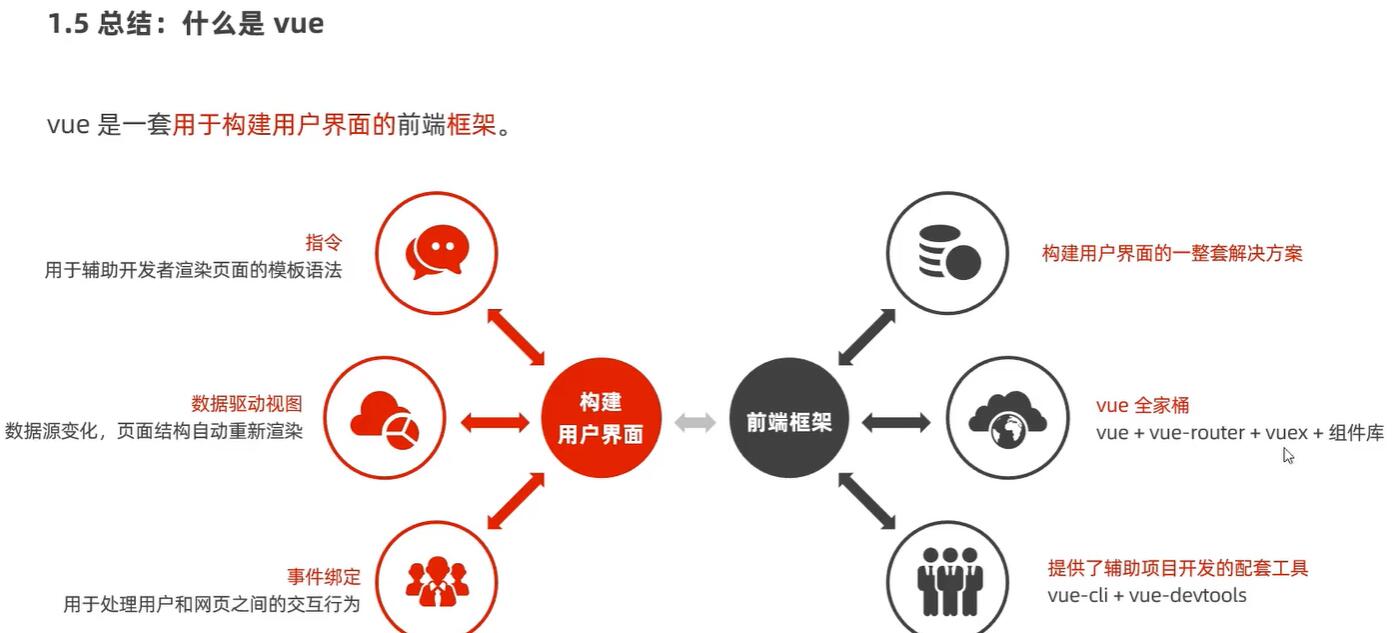 1.5 总结：什么是 vue
vue 是一套用于构建用户界面的前端框架。
指令
用于辅助开发者渲染页面的模板语法
数据驱动视图
数据源变化，页面结构自动重新渲染
事件绑定
用于处理用户和网页之间的交互行为
构建
用户界面
前端框架
构建用户界面的一整套解决方案
vue 全家桶
vue + vue-router + vuex + 组件库
提供了辅助项目开发的配套工具
vue-cli + vue-devtools